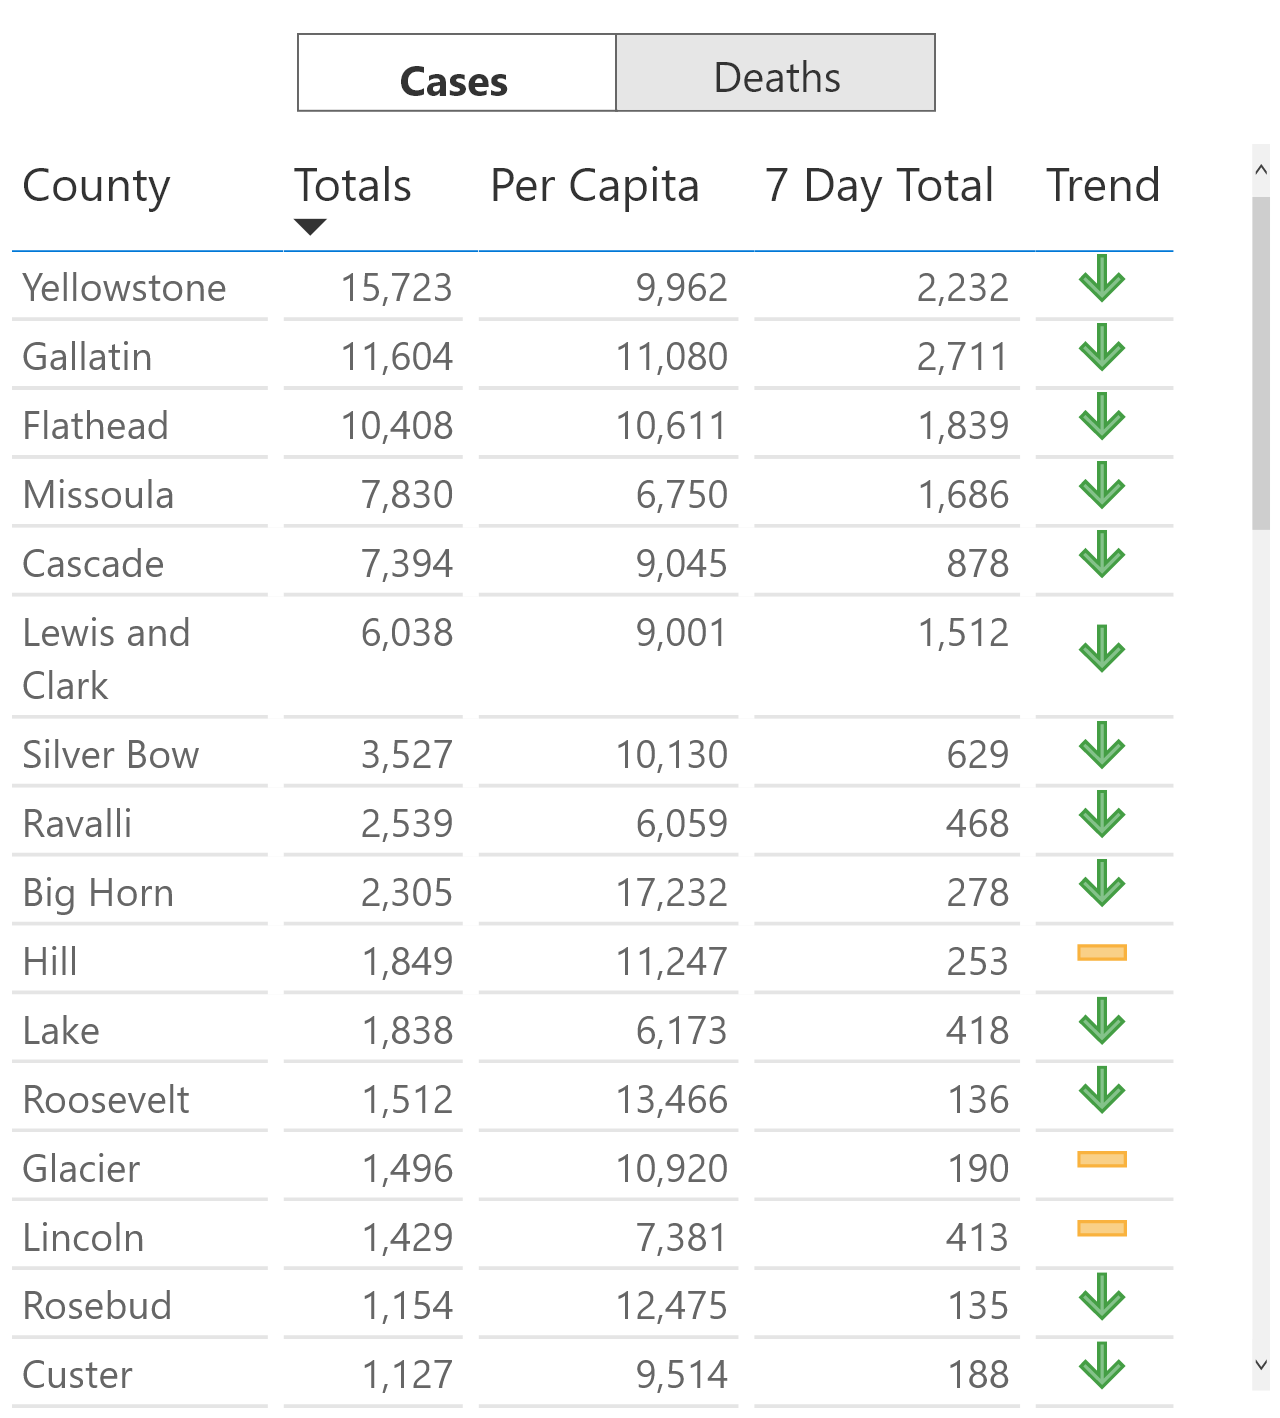 Cases Deaths
County Totals Per Capita 7 Day Total Trend
Yellowstone 15,723 9,962 2,232
Gallatin 11,604 11,080 2,711
Flathead 10,408 10,611 1,839
Missoula 7,830 6,750 1,686
Cascade 7,394 9,045 878
Lewis and 6,038 9,001 1,512
Clark
Silver Bow 3,527 10,130 629
Ravalli 2,539 6,059 468
Big Horn 2,305 17,232 278
Hill 1,849 11,247 253
Lake 1,838 6,173 418
Roosevelt 1,512 13,466 136
Glacier 1,496 10,920 190
Lincoln 1,429 7,381 413
Rosebud 1,154 12,475 135
Custer 1,127 9,514 188